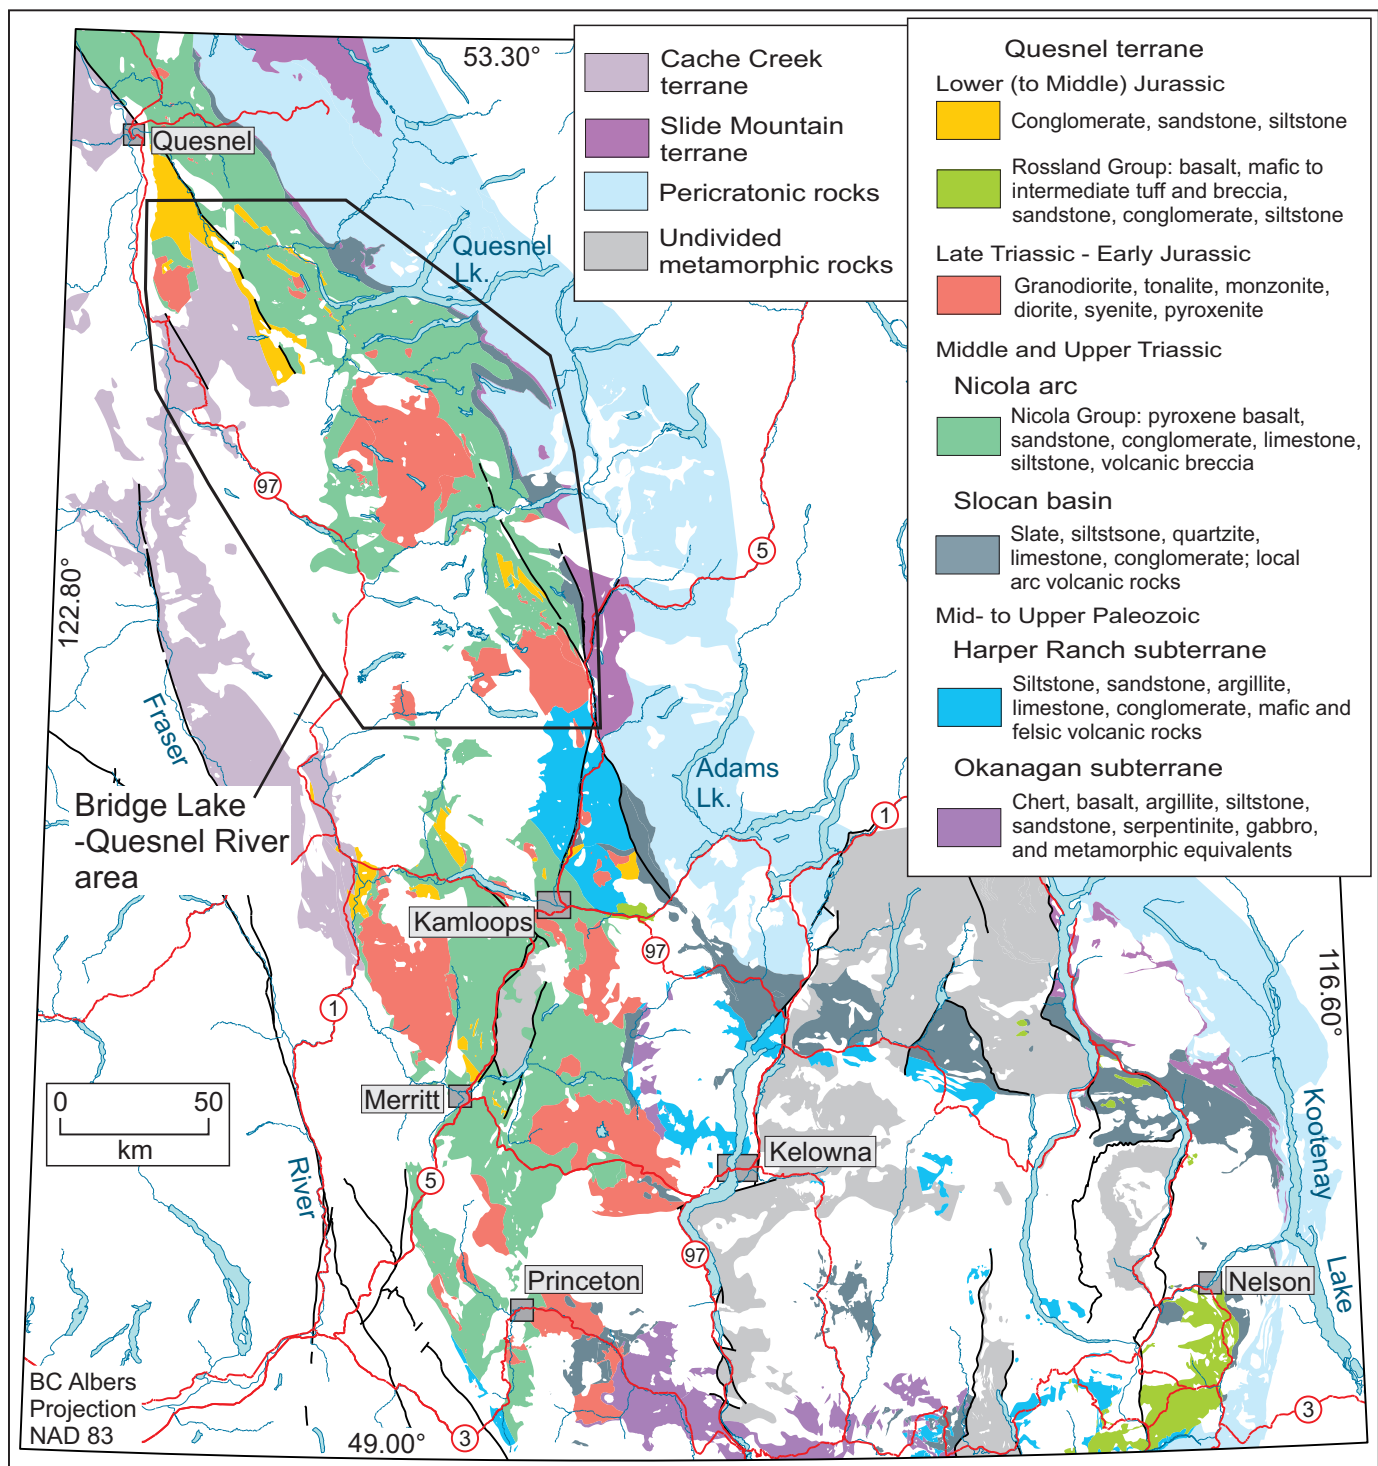 53.30°
Cache Creek
terrane
Slide Mountain
terrane
Pericratonic rocks
Undivided
metamorphic rocks
Quesnel terrane
Lower (to Middle) Jurassic
Conglomerate, sandstone, siltstone
Rossland Group: basalt, mafic to
intermediate tuff and breccia,
sandstone, conglomerate, siltstone
Late Triassic - Early Jurassic
Granodiorite, tonalite, monzonite,
diorite, syenite, pyroxenite
Middle and Upper Triassic
Nicola arc
Nicola Group: pyroxene basalt,
sandstone, conglomerate, limestone,
siltstone, volcanic breccia
Slocan basin
Slate, siltstsone, quartzite,
limestone, conglomerate; local
arc volcanic rocks
Mid- to Upper Paleozoic
Harper Ranch subterrane
Siltstone, sandstone, argillite,
limestone, conglomerate, mafic and
felsic volcanic rocks
Okanagan subterrane
Chert, basalt, argillite, siltstone,
sandstone, serpentinite, gabbro,
and metamorphic equivalents
Quesnel
Quesnel
Lk.
97
5
122.80°
Fraser
Adams
Lk.
Bridge Lake
-Quesnel River
area
1
Kamloops
97
1
116.60°
0 50
km
Merritt
Kelowna
Kootenay
River
5
97
Princeton
Nelson
Lake
BC Albers
Projection
NAD 83
49.00°
3
3